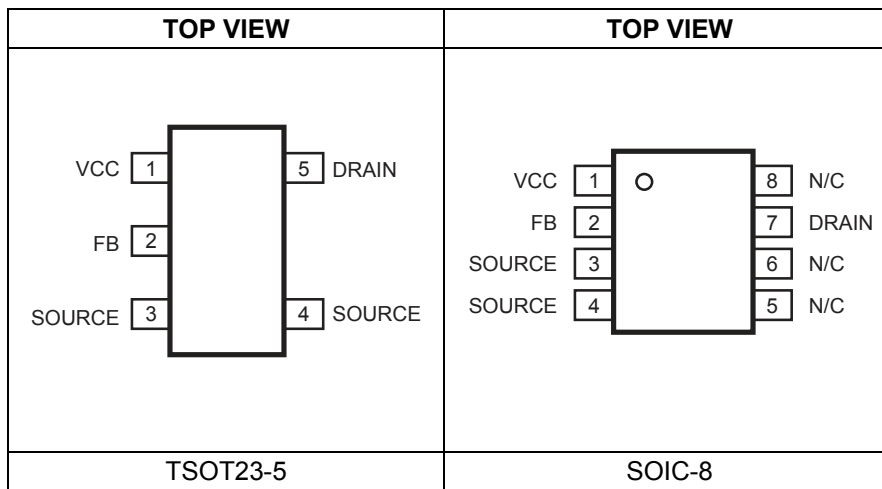 TOP VIEW
VCC 1 5 DRAIN
FB 2
SOURCE 3 4 SOURCE
TSOT23-5
TOP VIEW
VCC 1 8 N/C
FB 2 7 DRAIN
SOURCE 3 6 N/C
SOURCE 4 5 N/C
SOIC-8